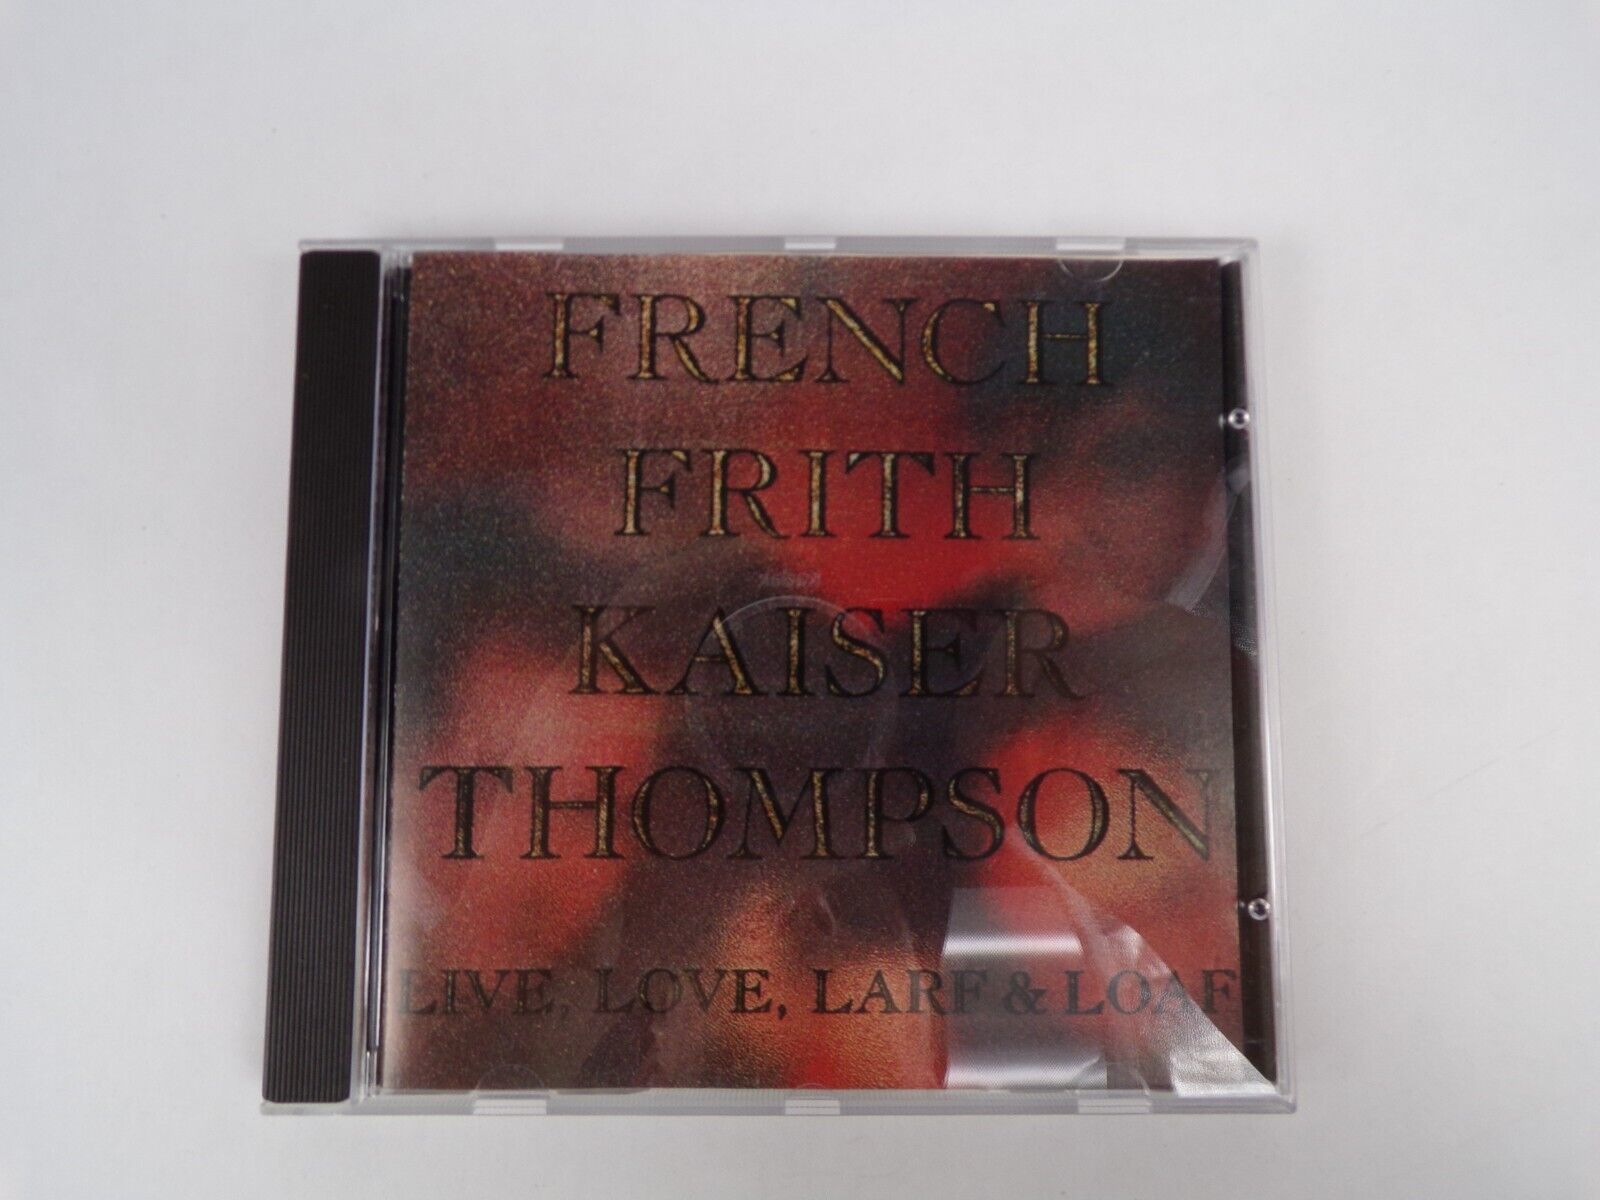 FRENCH
FRITH
KAISER
THOMPSON
LIVE, LOVE, LARF & LOAF